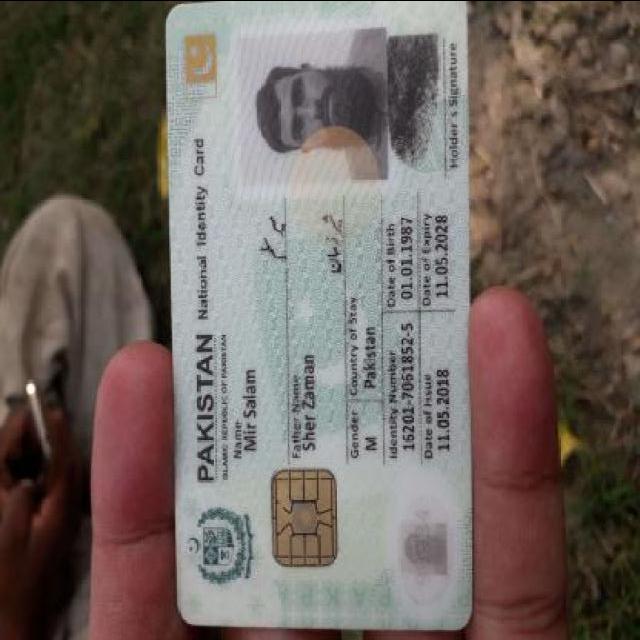 PAKISTAN National Identity Card
ISLAMIC REPUBLIC OF PAKISTAN
Name
Mir Salam
Father Name
Sher Zaman
شیر زمان
Gender
Country of Stay
M
Pakistan
Identity Number
Date of Birth
16201-7061852-5
01.01.1987
Date of Issue
Date of Expiry
11.05.2018
11.05.2028
Holder's Signature